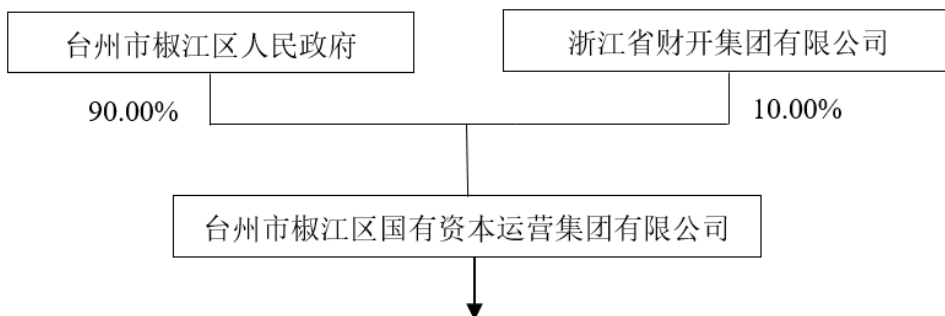 台州市椒江区人民政府
浙江省财开集团有限公司
90.00%
10.00%
台州市椒江区国有资本运营集团有限公司